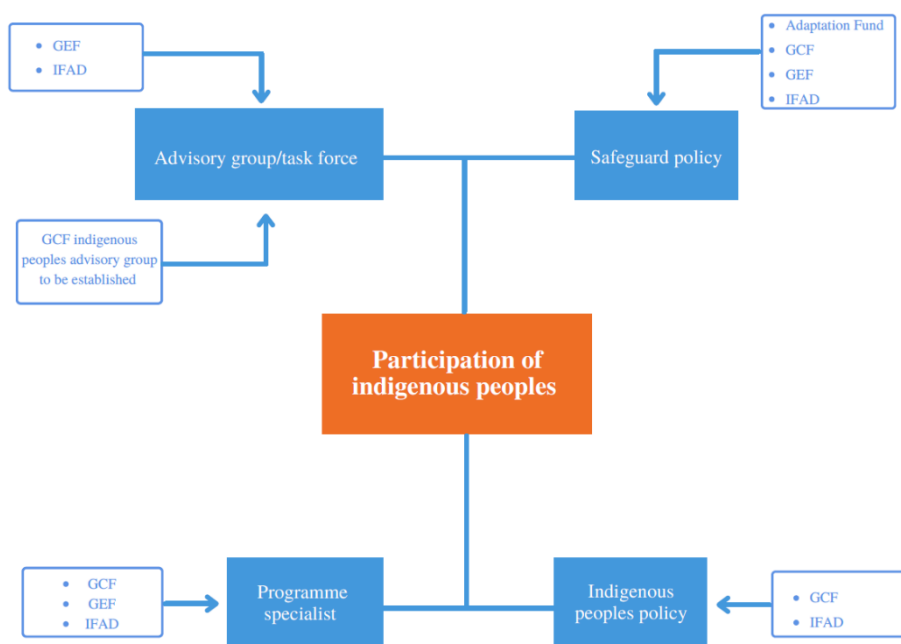 GEF
IFAD
Adaptation Fund
GCF
GEF
IFAD
Advisory group/task force
Safeguard policy
GCF indigenous
peoples advisory group
to be established
Participation of
indigenous peoples
GCF
GEF
IFAD
Programme
specialist
Indigenous
peoples policy
GCF
IFAD